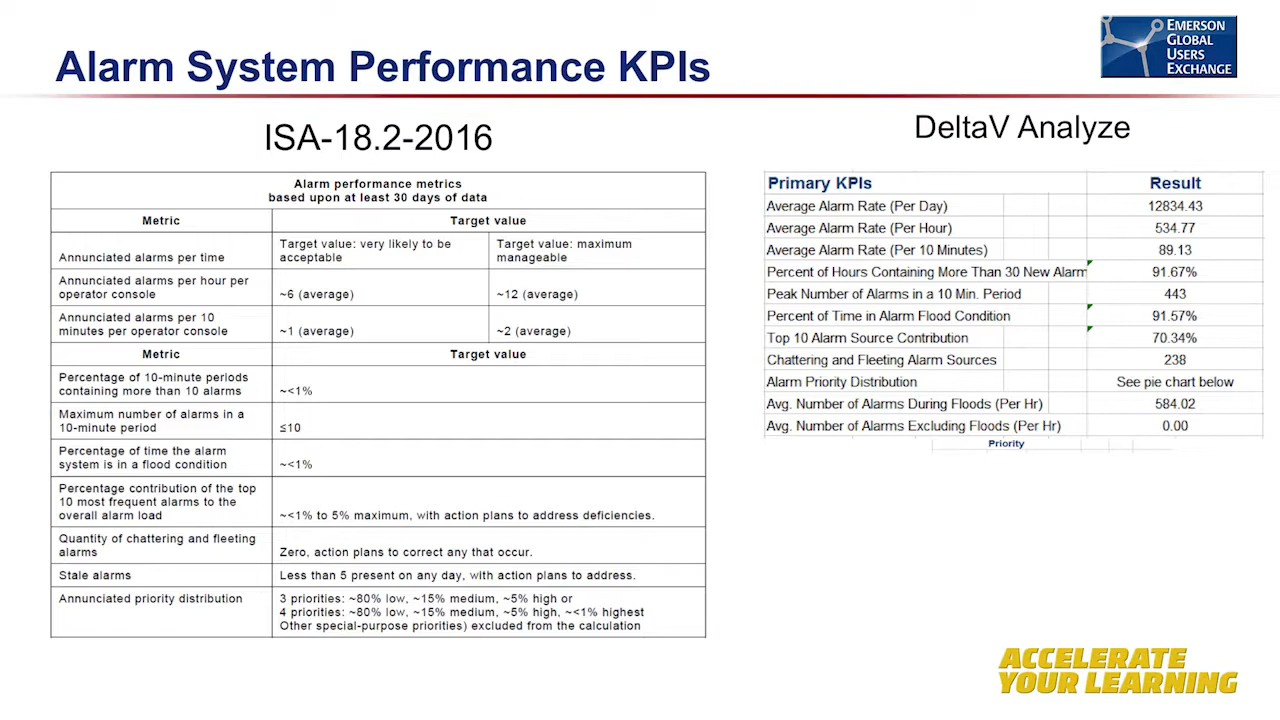 Alarm System Performance KPIs
EMERSON
GLOBAL
USERS
EXCHANGE
ISA-18.2-2016
Alarm performance metrics
based upon at least 30 days of data
Metric Target value
Annunciated alarms per time
Target value: very likely to be
acceptable
Target value: maximum
manageable
Annunciated alarms per hour per
operator console
~6 (average)
~12 (average)
Annunciated alarms per 10
minutes per operator console
~1 (average)
~2 (average)
Metric Target value
Percentage of 10-minute periods
containing more than 10 alarms
~<1%
Maximum number of alarms in a
10-minute period
≤10
Percentage of time the alarm
system is in a flood condition
~<1%
Percentage contribution of the top
10 most frequent alarms to the
overall alarm load
~<1% to 5% maximum, with action plans to address deficiencies.
Quantity of chattering and fleeting
alarms
Zero, action plans to correct any that occur.
Stale alarms
Less than 5 present on any day, with action plans to address.
Annunciated priority distribution
3 priorities: ~80% low, ~15% medium, ~5% high or
4 priorities: ~80% low, ~15% medium, ~5% high, ~<1% highest
Other special-purpose priorities) excluded from the calculation
DeltaV Analyze
Primary KPIs Result
Average Alarm Rate (Per Day) 12834.43
Average Alarm Rate (Per Hour) 534.77
Average Alarm Rate (Per 10 Minutes) 89.13
Percent of Hours Containing More Than 30 New Alarm 91.67%
Peak Number of Alarms in a 10 Min. Period 443
Percent of Time in Alarm Flood Condition 91.57%
Top 10 Alarm Source Contribution 70.34%
Chattering and Fleeting Alarm Sources 238
Alarm Priority Distribution See pie chart below
Avg. Number of Alarms During Floods (Per Hr) 584.02
Avg. Number of Alarms Excluding Floods (Per Hr) 0.00
Priority
ACCELERATE
YOUR LEARNING